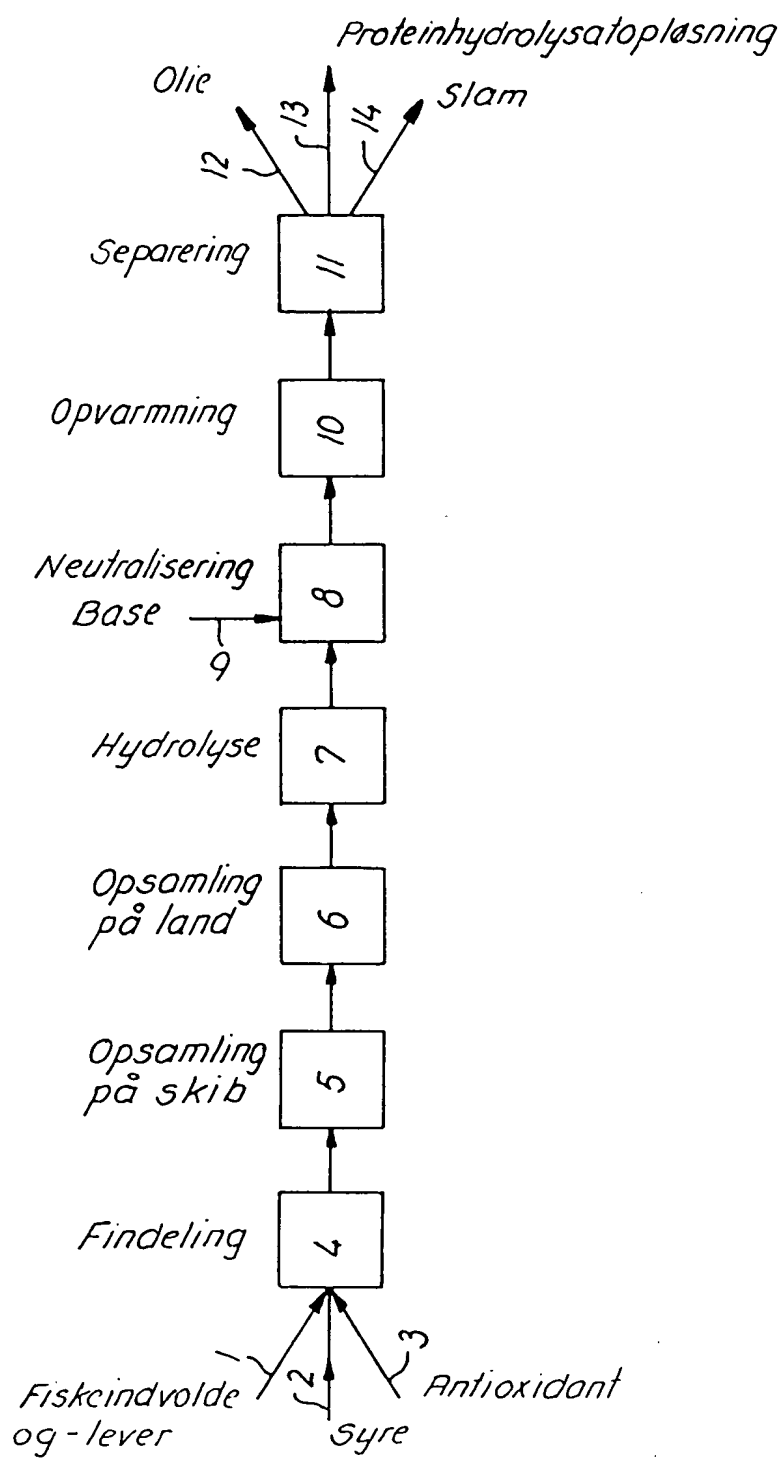 Proteinhydrolysatopløsning
Olie
Slam
12
13
14
Separering
11
Opvarmning
10
Neutralisering
Base
8
9
Hydrolyse
7
Opsamling
på land
6
Opsamling
på skib
5
Findeling
4
1
2
3
Fiskeindvolde
og-lever
Syre
Antioxidant